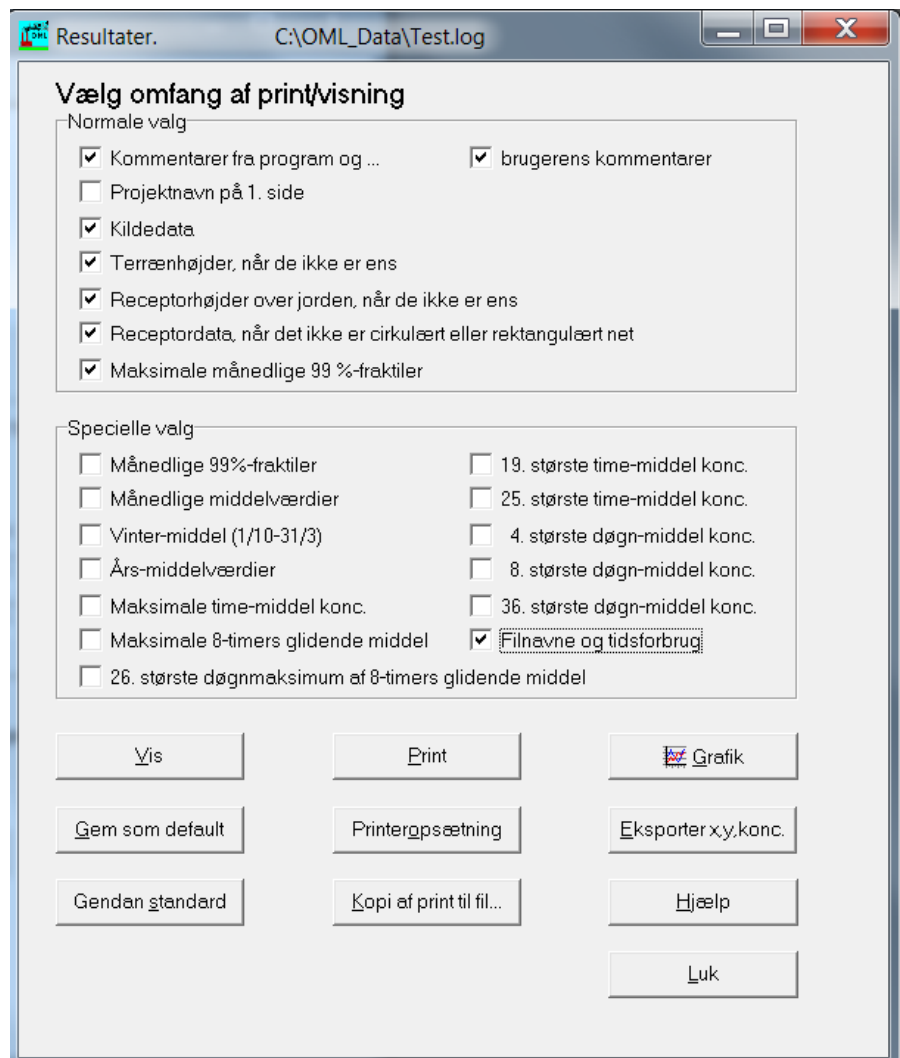 Resultater. C:\OML_Data\Test.log
Vælg omfang af print/visning
Normale valg
Kommentarer fra program og ... brugerens kommentarer
Projektnavn på 1. side
Kildedata
Terrænhøjder, når de ikke er ens
Receptorhøjder over jorden, når de ikke er ens
Receptordata, når det ikke er cirkulært eller rektangulært net
Maksimale månedlige 99 %-fraktiler
Specielle valg
Månedlige 99%-fraktiler 19. største time-middel konc.
Månedlige middelværdier 25. største time-middel konc.
Vinter-middel (1/10-31/3) 4. største døgn-middel konc.
Års-middelværdier 8. største døgn-middel konc.
Maksimale time-middel konc. 36. største døgn-middel konc.
Maksimale 8-timers glidende middel Filnavne og tidsforbrug
26. største døgnmaksimum af 8-timers glidende middel
Vis Print Grafik
Gem som default Printeropsætning Eksporter x,y,konc.
Gendan standard Kopi af print til fil... Hjælp
Luk